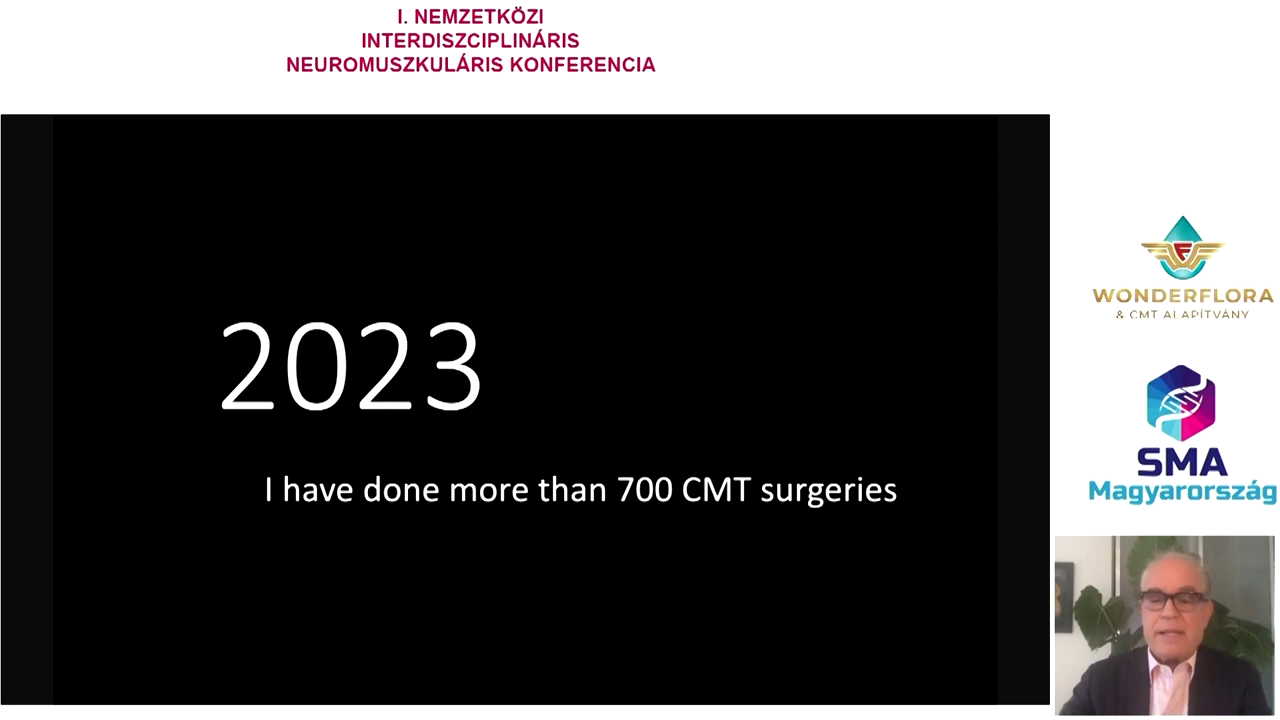 I. NEMZETKÖZI
INTERDISZCIPLINÁRIS
NEUROMUSZKULÁRIS KONFERENCIA
2023
I have done more than 700 CMT surgeries
WONDERFLORA
& CMT ALAPÍTVÁNY
SMA
Magyarország